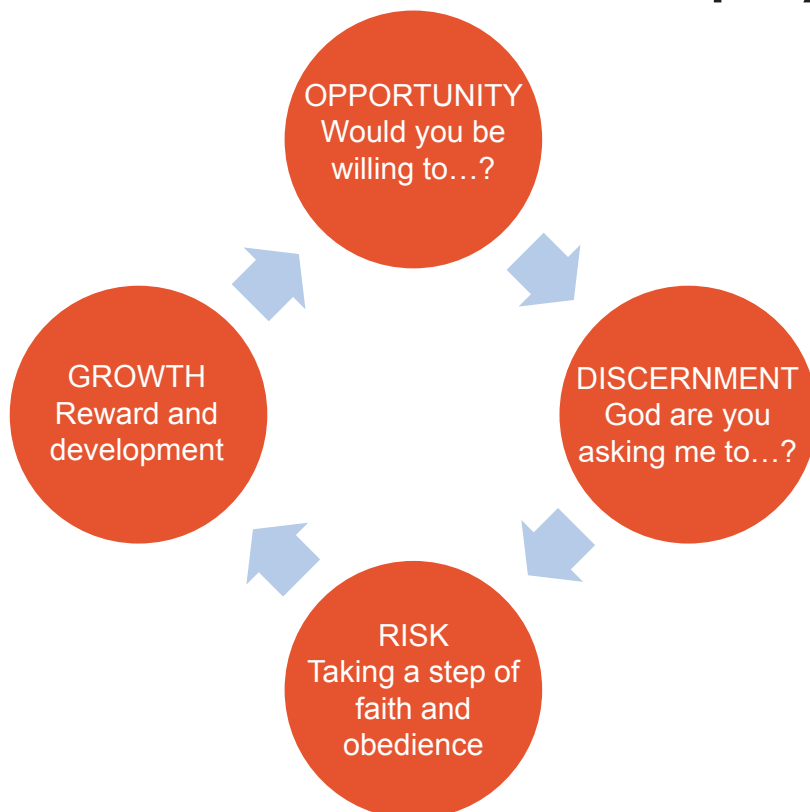 OPPORTUNITY
Would you be
willing to…?
DISCERNMENT
God are you
asking me to…?
RISK
Taking a step of
faith and
obedience
GROWTH
Reward and
development